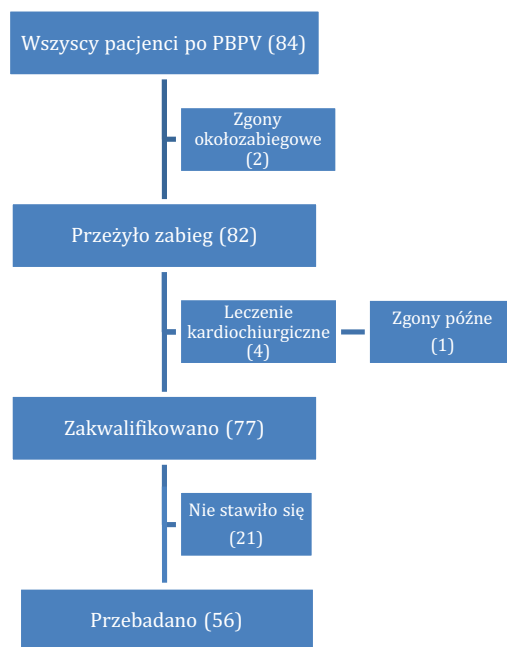 Wszyscy pacjenci po PBPV (84)
Zgony
okołozabiegowe
(2)
Przeżyło zabieg (82)
Leczenie
kardiochirurgiczne
(4)
Zgony późne
(1)
Zakwalifikowano (77)
Nie stawiło się
(21)
Przebadano (56)